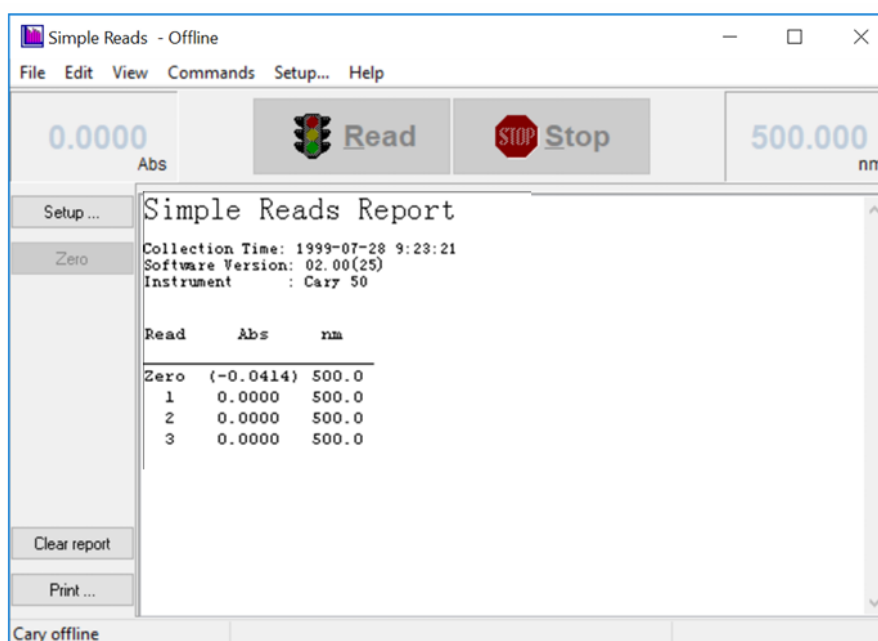 Simple Reads - Offline
File Edit View Commands Setup... Help
0.0000 Abs
Read
STOP Stop
500.000 nm
Setup ...
Zero
Simple Reads Report
Collection Time: 1999-07-28 9:23:21
Software Version: 02.00(25)
Instrument : Cary 50
Read Abs nm
Zero (-0.0414) 500.0
1 0.0000 500.0
2 0.0000 500.0
3 0.0000 500.0
Clear report
Print ...
Cary offline